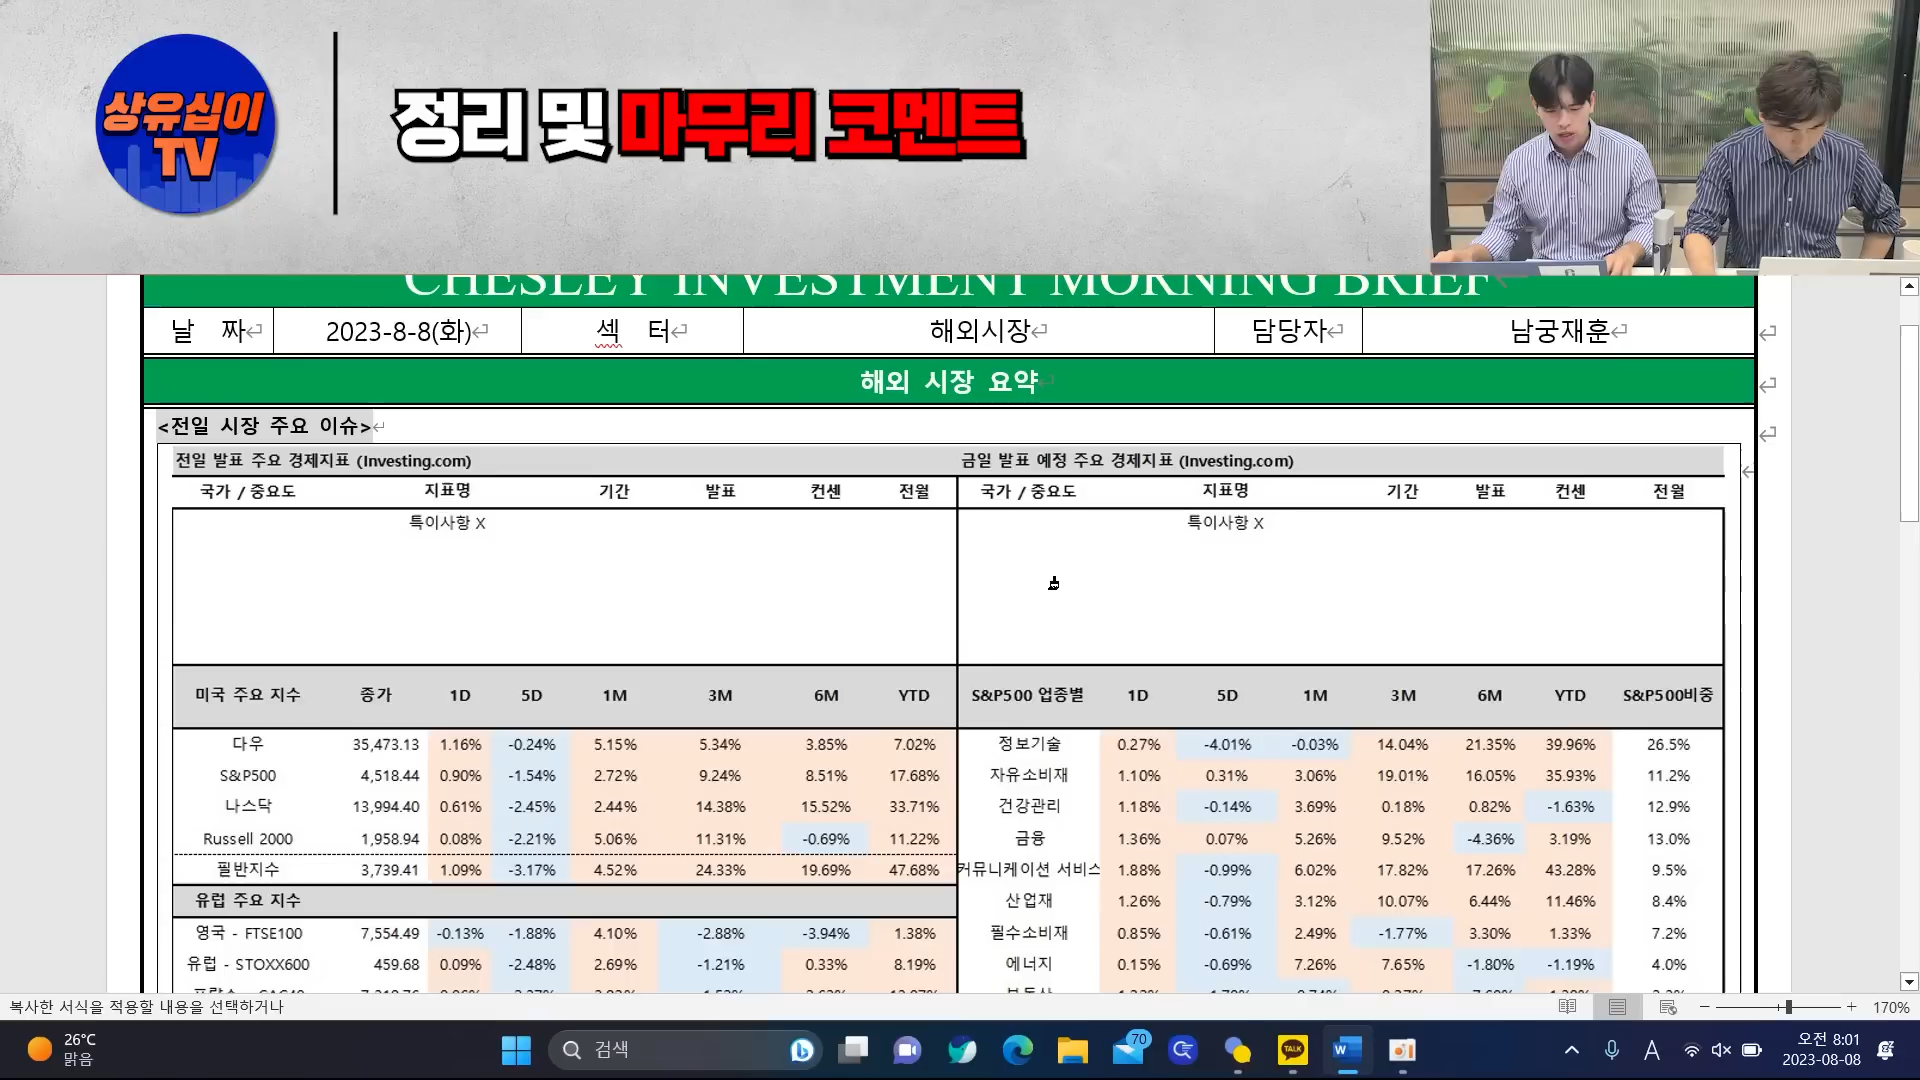 상유십이
TV
정리 및 마무리 코멘트
CHESLEY INVESTMENT MORNING BRIEF
날 짜 2023-8-8(화) 섹 터 해외시장 담당자 남궁재훈
해외 시장 요약
<전일 시장 주요 이슈>
전일 발표 주요 경제지표 (Investing.com) 금일 발표 예정 주요 경제지표 (Investing.com)
국가 / 중요도 지표명 기간 발표 컨센 전월 국가 / 중요도 지표명 기간 발표 컨센 전월
특이사항 X 특이사항 X
미국 주요 지수 종가 1D 5D 1M 3M 6M YTD S&P500 업종별 1D 5D 1M 3M 6M YTD S&P500비중
다우 35,473.13 1.16% -0.24% 5.15% 5.34% 3.85% 7.02% 정보기술 0.27% -4.01% -0.03% 14.04% 21.35% 39.96% 26.5%
S&P500 4,518.44 0.90% -1.54% 2.72% 9.24% 8.51% 17.68% 자유소비재 1.10% 0.31% 3.06% 19.01% 16.05% 35.93% 11.2%
나스닥 13,994.40 0.61% -2.45% 2.44% 14.38% 15.52% 33.71% 건강관리 1.18% -0.14% 3.69% 0.18% 0.82% -1.63% 12.9%
Russell 2000 1,958.94 0.08% -2.21% 5.06% 11.31% -0.69% 11.22% 금융 1.36% 0.07% 5.26% 9.52% -4.36% 3.19% 13.0%
필반지수 3,739.41 1.09% -3.17% 4.52% 24.33% 19.69% 47.68% 커뮤니케이션 서비스 1.88% -0.99% 6.02% 17.82% 17.26% 43.28% 9.5%
유럽 주요 지수 산업재 1.26% -0.79% 3.12% 10.07% 6.44% 11.46% 8.4%
영국 - FTSE100 7,554.49 -0.13% -1.88% 4.10% -2.88% -3.94% 1.38% 필수소비재 0.85% -0.61% 2.49% -1.77% 3.30% 1.33% 7.2%
유럽 - STOXX600 459.68 0.09% -2.48% 2.69% -1.21% 0.33% 8.19% 에너지 0.15% -0.69% 7.26% 7.65% -1.80% -1.19% 4.0%
복사한 서식을 적용할 내용을 선택하거나 170%
26°C
맑음
검색
70
TALK
A
오전 8:01
2023-08-08